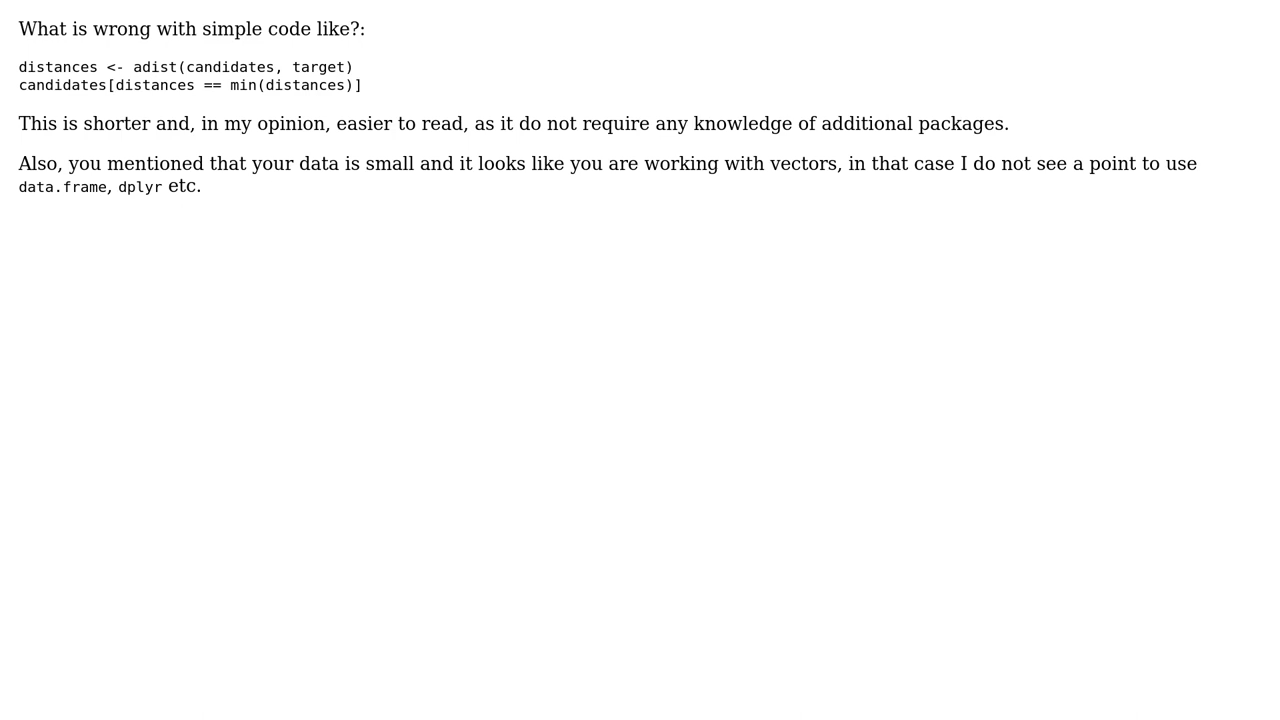 What is wrong with simple code like?:
distances <- adist(candidates, target)
candidates[distances == min(distances)]
This is shorter and, in my opinion, easier to read, as it do not require any knowledge of additional packages.
Also, you mentioned that your data is small and it looks like you are working with vectors, in that case I do not see a point to use
data.frame, dplyr etc.